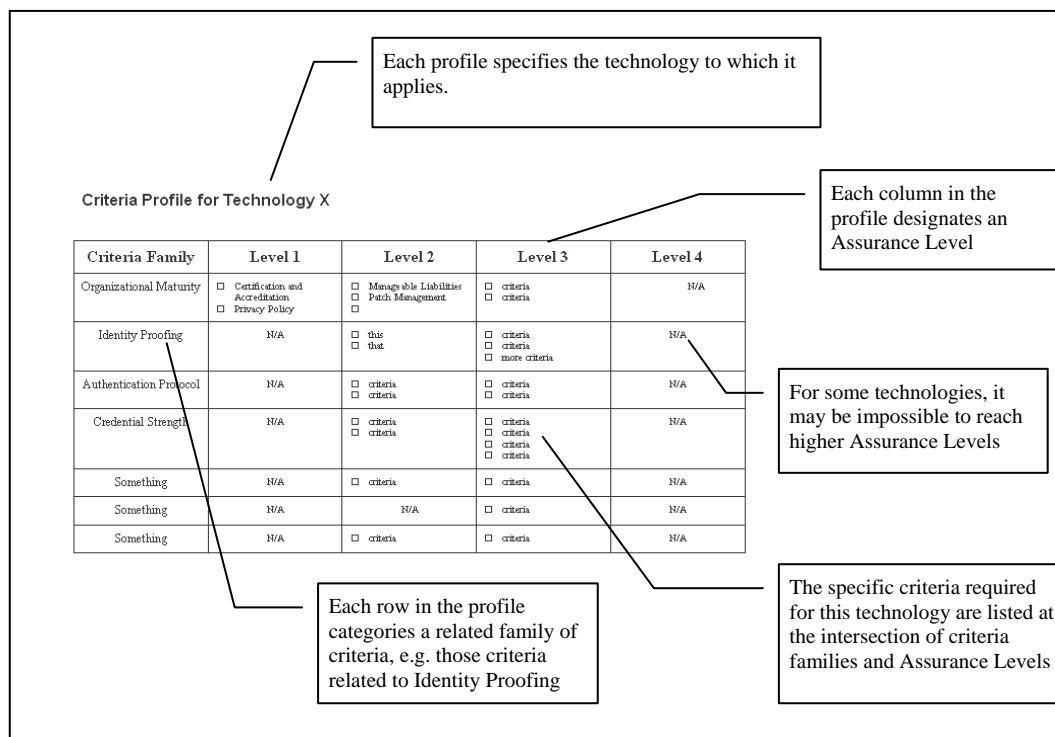 Each profile specifies the technology to which it
applies.
Criteria Profile for Technology X
Each column in the
profile designates an
Assurance Level
Criteria Family Level 1 Level 2 Level 3 Level 4
Organizational Maturity
Certification and
Accreditation
Privacy Policy
Manageable Liabilities
Patch Management
criteria
criteria
N/A
Identity Proofing
N/A
this
that
criteria
criteria
more criteria
N/A
Authentication Protocol
N/A
criteria
criteria
criteria
criteria
N/A
Credential Strength
N/A
criteria
criteria
criteria
criteria
criteria
criteria
N/A
Something
N/A
criteria
criteria
N/A
Something
N/A
N/A
criteria
N/A
Something
N/A
criteria
criteria
N/A
For some technologies, it
may be impossible to reach
higher Assurance Levels
Each row in the profile
categories a related family of
criteria, e.g. those criteria
related to Identity Proofing
The specific criteria required
for this technology are listed at
the intersection of criteria
families and Assurance Levels